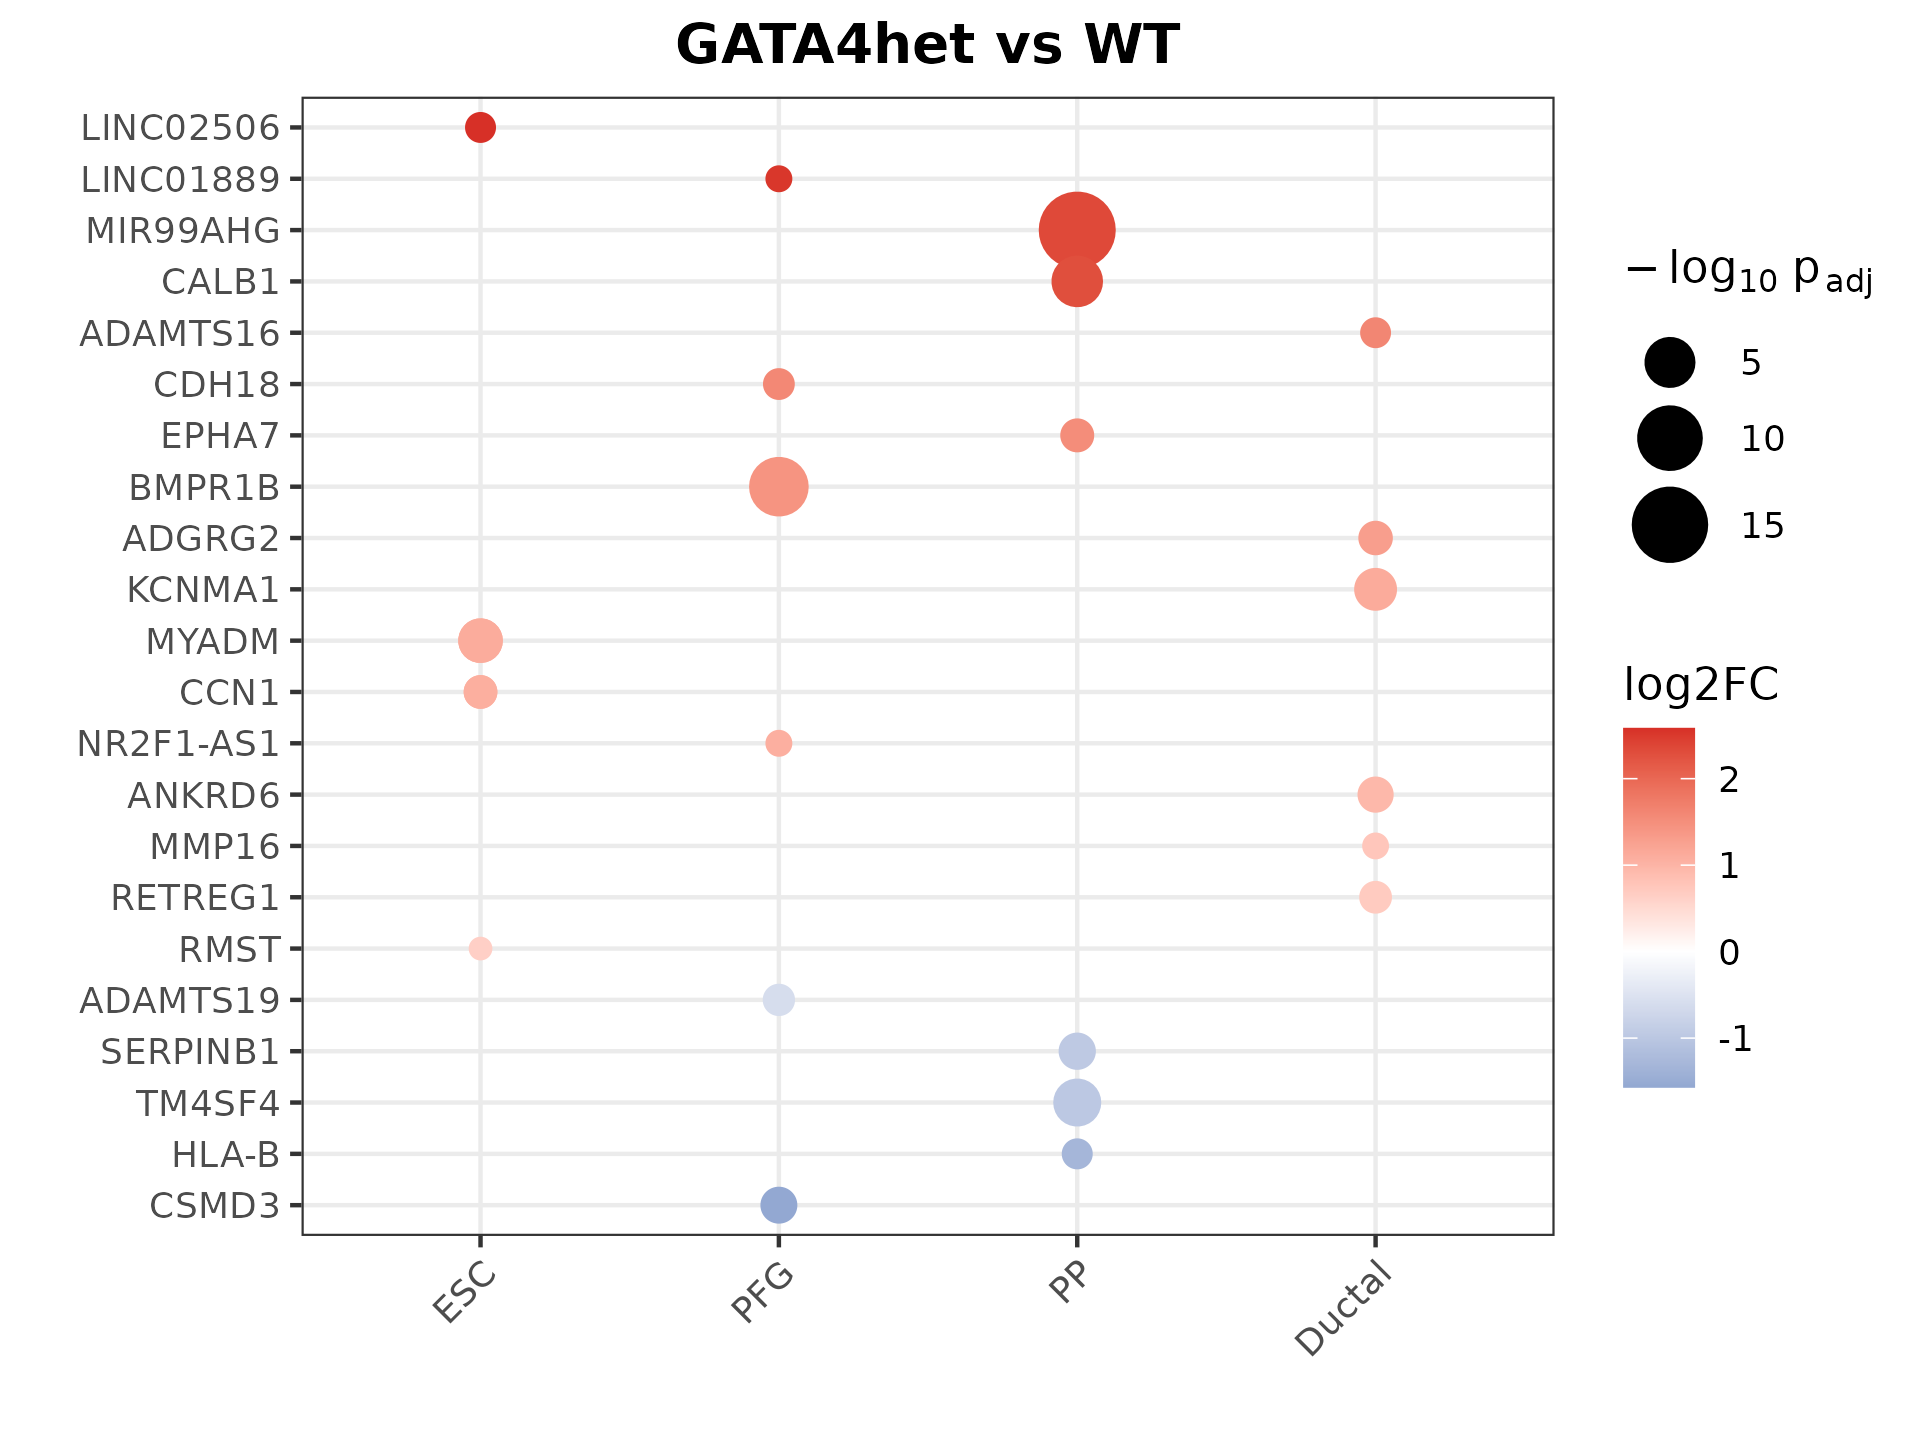 GATA4het vs WT
LINC02506
LINC01889
MIR99AHG
CALB1
ADAMTS16
CDH18
EPHA7
BMPR1B
ADGRG2
KCNMA1
MYADM
CCN1
NR2F1-AS1
ANKRD6
MMP16
RETREG1
RMST
ADAMTS19
SERPINB1
TM4SF4
HLA-B
CSMD3
ESC
PFG
PP
Ductal
− log10 padj
5
10
15
log2FC
2
1
0
-1